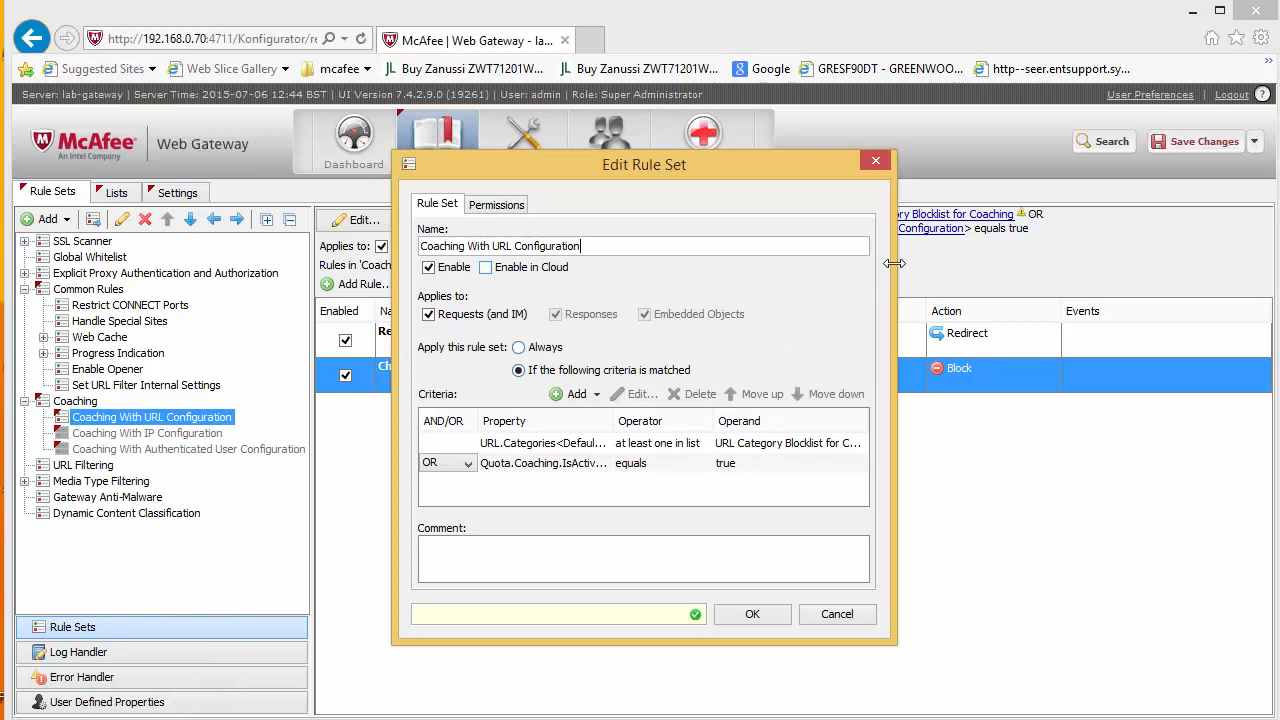 http://192.168.0.70:4711/Konfigurator/re
McAfee | Web Gateway - la...
Suggested Sites
Web Slice Gallery
mcafee
Buy Zanussi ZWT71201W...
Buy Zanussi ZWT71201W...
Google
GRESF90DT - GREENWOO...
http--seer.entsupport.sy...
Server: lab-gateway | Server Time: 2015-07-06 12:44 BST | UI Version 7.4.2.9.0 (19261) | User: admin | Role: Super Administrator
User Preferences | Logout
McAfee
An Intel Company
Web Gateway
Dashboard
Search
Save Changes
Rule Sets
Lists
Settings
Add
Edit...
Applies to:
Rules in 'Coach
Add Rule..
ry Blocklist for Coaching OR
Configuration> equals true
Enabled
Na
Action
Events
Re
Redirect
Ch
Block
SSL Scanner
Global Whitelist
Explicit Proxy Authentication and Authorization
Common Rules
Restrict CONNECT Ports
Handle Special Sites
Web Cache
Progress Indication
Enable Opener
Set URL Filter Internal Settings
Coaching
Coaching With URL Configuration
Coaching With IP Configuration
Coaching With Authenticated User Configuration
URL Filtering
Media Type Filtering
Gateway Anti-Malware
Dynamic Content Classification
Rule Sets
Log Handler
Error Handler
User Defined Properties
Edit Rule Set
Rule Set
Permissions
Name:
Coaching With URL Configuration
Enable
Enable in Cloud
Applies to:
Requests (and IM)
Responses
Embedded Objects
Apply this rule set:
Always
If the following criteria is matched
Criteria:
Add
Edit...
Delete
Move up
Move down
AND/OR
Property
Operator
Operand
URL.Categories<Defaul...
at least one in list
URL Category Blocklist for C...
OR
Quota.Coaching.IsActiv...
equals
true
Comment:
OK
Cancel